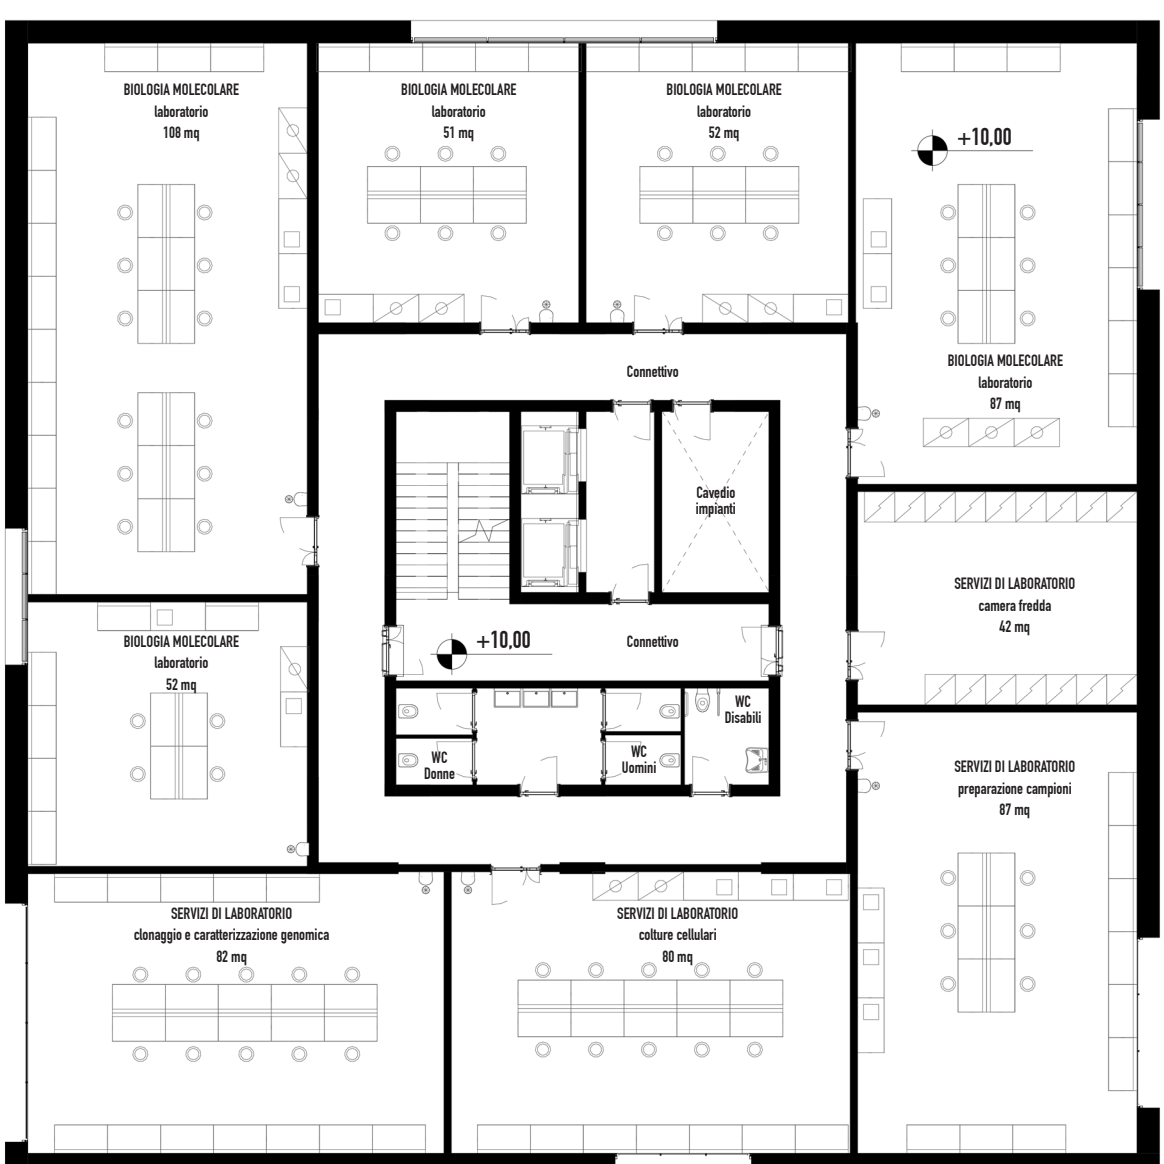 BIOLOGIA MOLECOLARE
laboratorio
108 mq
BIOLOGIA MOLECOLARE
laboratorio
51 mq
BIOLOGIA MOLECOLARE
laboratorio
52 mq
+10,00
BIOLOGIA MOLECOLARE
laboratorio
87 mq
Connettivo
Cavedio
impianti
SERVIZI DI LABORATORIO
camera fredda
42 mq
BIOLOGIA MOLECOLARE
laboratorio
52 mq
+10,00
Connettivo
WC
Donne
WC
Uomini
WC
Disabili
SERVIZI DI LABORATORIO
preparazione campioni
87 mq
SERVIZI DI LABORATORIO
clonaggio e caratterizzazione genomica
82 mq
SERVIZI DI LABORATORIO
colture cellulari
80 mq